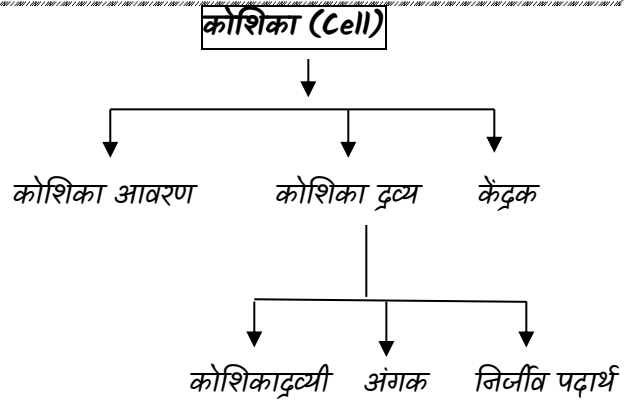 कोशिका (Cell)
कोशिका आवरण कोशिका द्रव्य केंद्रक
कोशिकाद्रव्यी अंगक निर्जीव पदार्थ